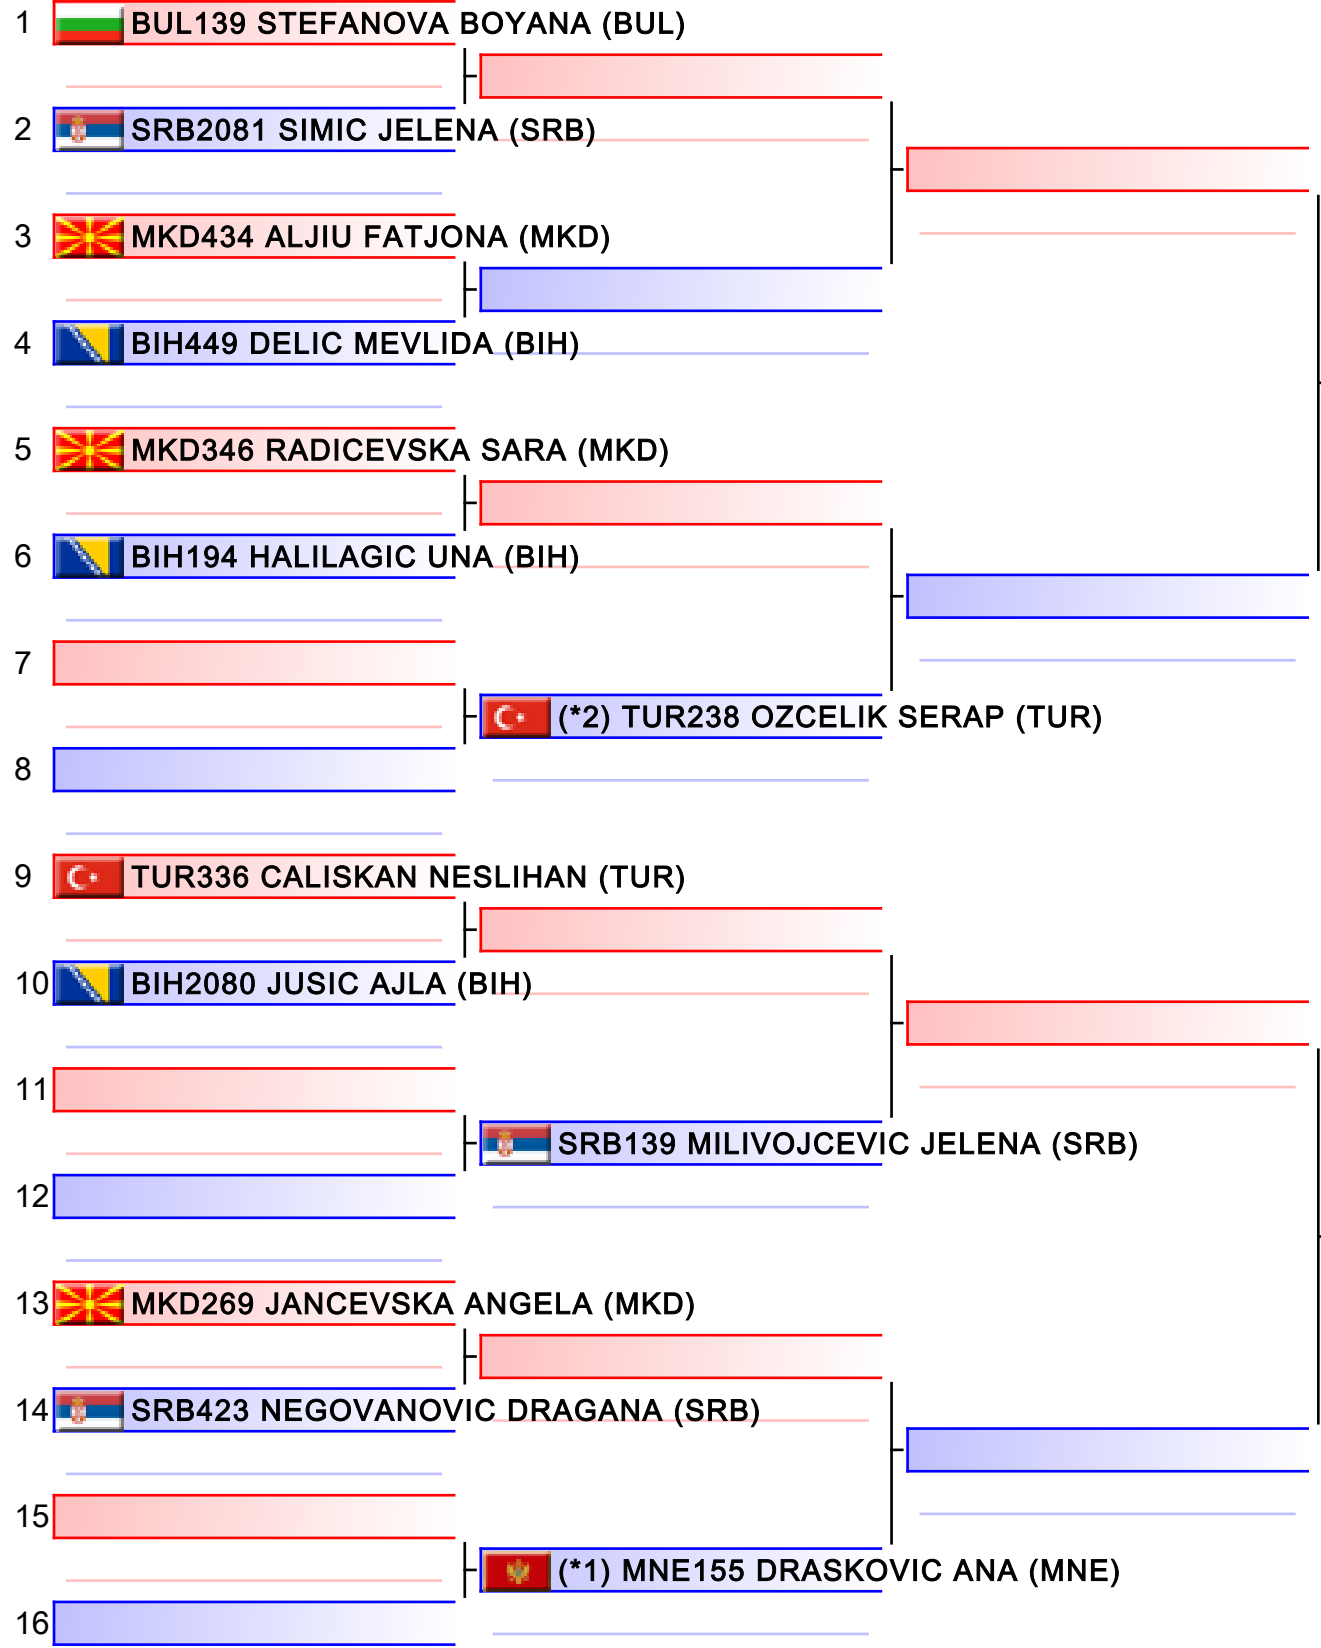 1 BUL139 STEFANOVA BOYANA (BUL)
2 SRB2081 SIMIC JELENA (SRB)
3 MKD434 ALJIU FATJONA (MKD)
4 BIH449 DELIC MEVLIDA (BIH)
5 MKD346 RADICEVSKA SARA (MKD)
6 BIH194 HALILAGIC UNA (BIH)
7
(*2) TUR238 OZCELIK SERAP (TUR)
8
9 TUR336 CALISKAN NESLIHAN (TUR)
10 BIH2080 JUSIC AJLA (BIH)
11
SRB139 MILIVOJCEVIC JELENA (SRB)
12
13 MKD269 JANCEVSKA ANGELA (MKD)
14 SRB423 NEGOVANOVIC DRAGANA (SRB)
15
(*1) MNE155 DRASKOVIC ANA (MNE)
16